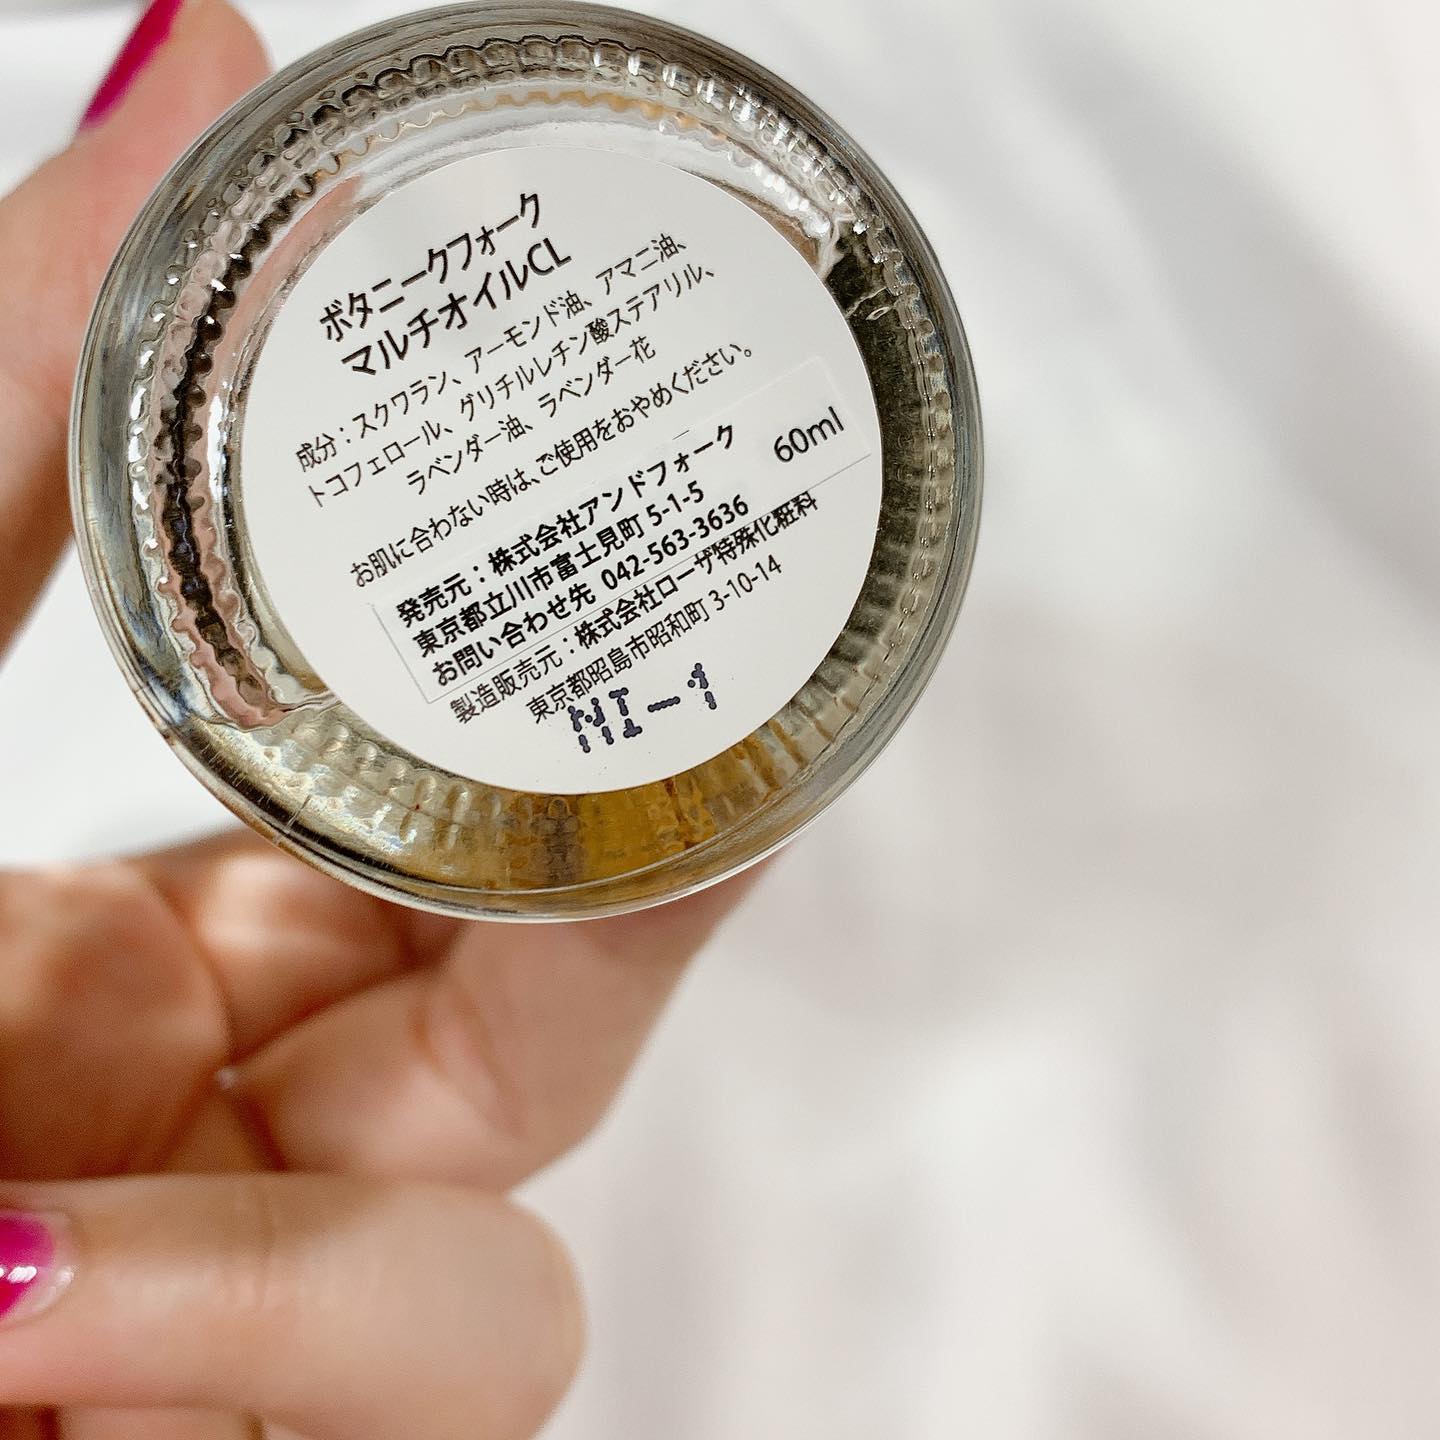 ボタニークフォーク
マルチオイルCL
成分：スクワラン、アーモンド油、アマニ油、
トコフェロール、グリチルレチン酸ステアリル、
ラベンダー油、ラベンダー花
お肌に合わない時は、ご使用をおやめください。
60ml
発売元：株式会社アンドフォーク
東京都立川市富士見町 5-1-5
お問い合わせ先 042-563-3636
製造販売元：株式会社ローザ特殊化粧料
東京都昭島市昭和町 3-10-14
NI-1